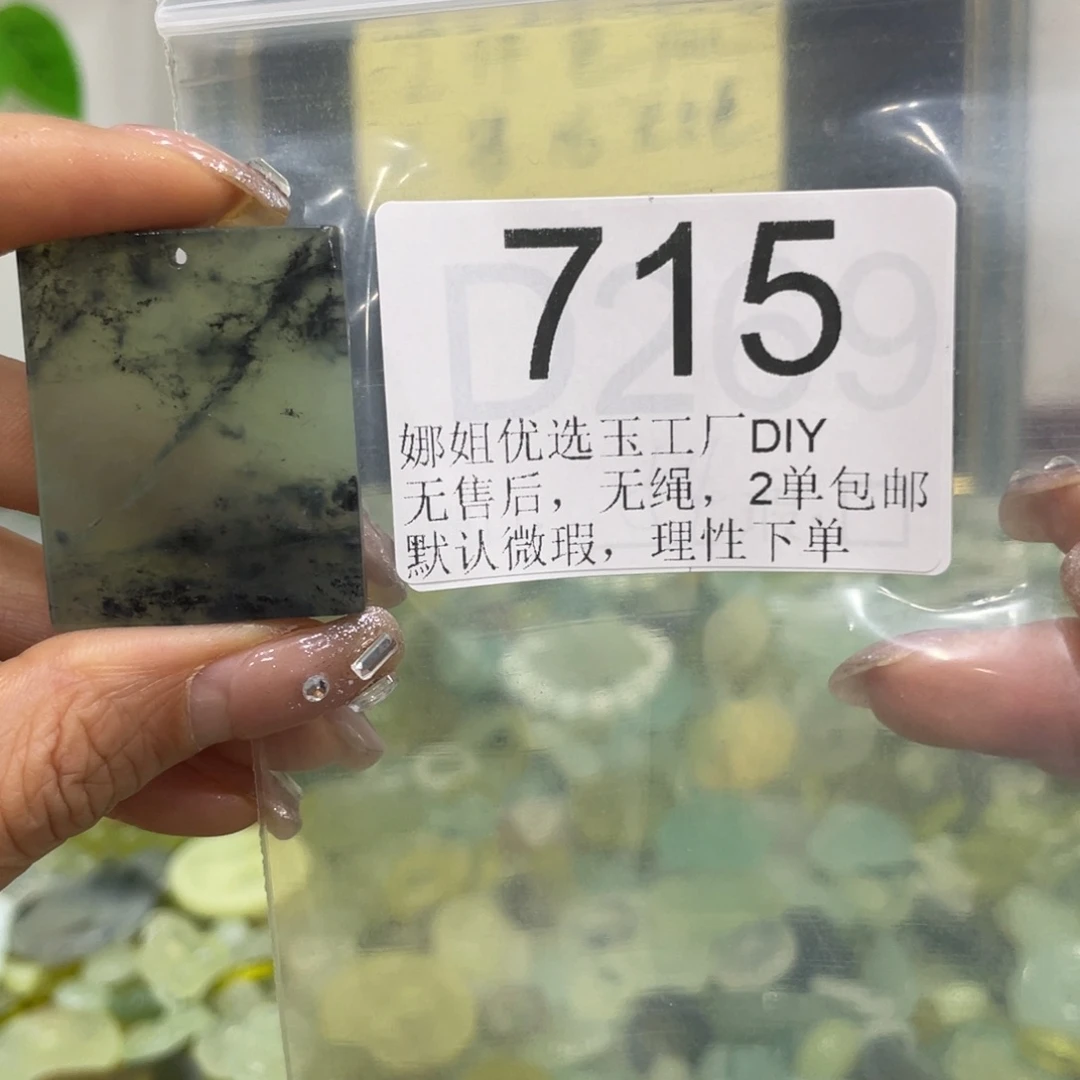 715
娜姐优选玉工厂DIY
无售后，无绳，2单包邮
默认微瑕，理性下单
D269